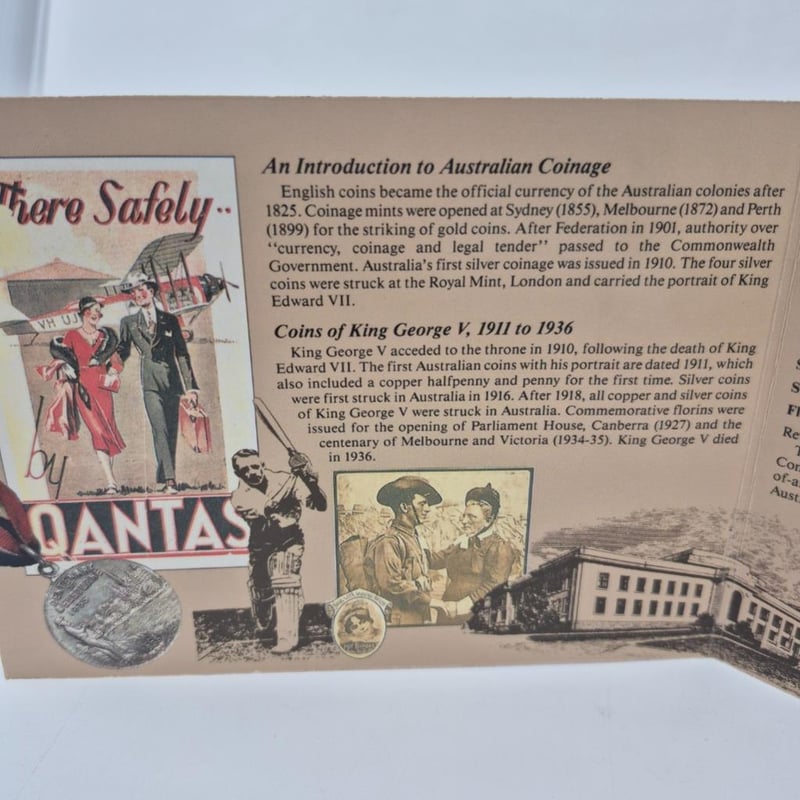 There Safely..
VH UJ
by
QANTAS
An Introduction to Australian Coinage
English coins became the official currency of the Australian colonies after
1825. Coinage mints were opened at Sydney (1855), Melbourne (1872) and Perth
(1899) for the striking of gold coins. After Federation in 1901, authority over
"currency, coinage and legal tender" passed to the Commonwealth
Government. Australia's first silver coinage was issued in 1910. The four silver
coins were struck at the Royal Mint, London and carried the portrait of King
Edward VII.
Coins of King George V, 1911 to 1936
King George V acceded to the throne in 1910, following the death of King
Edward VII. The first Australian coins with his portrait are dated 1911, which
also included a copper halfpenny and penny for the first time. Silver coins
were first struck in Australia in 1916. After 1918, all copper and silver coins
of King George V were struck in Australia. Commemorative florins were
issued for the opening of Parliament House, Canberra (1927) and the
centenary of Melbourne and Victoria (1934-35). King George V died
in 1936.